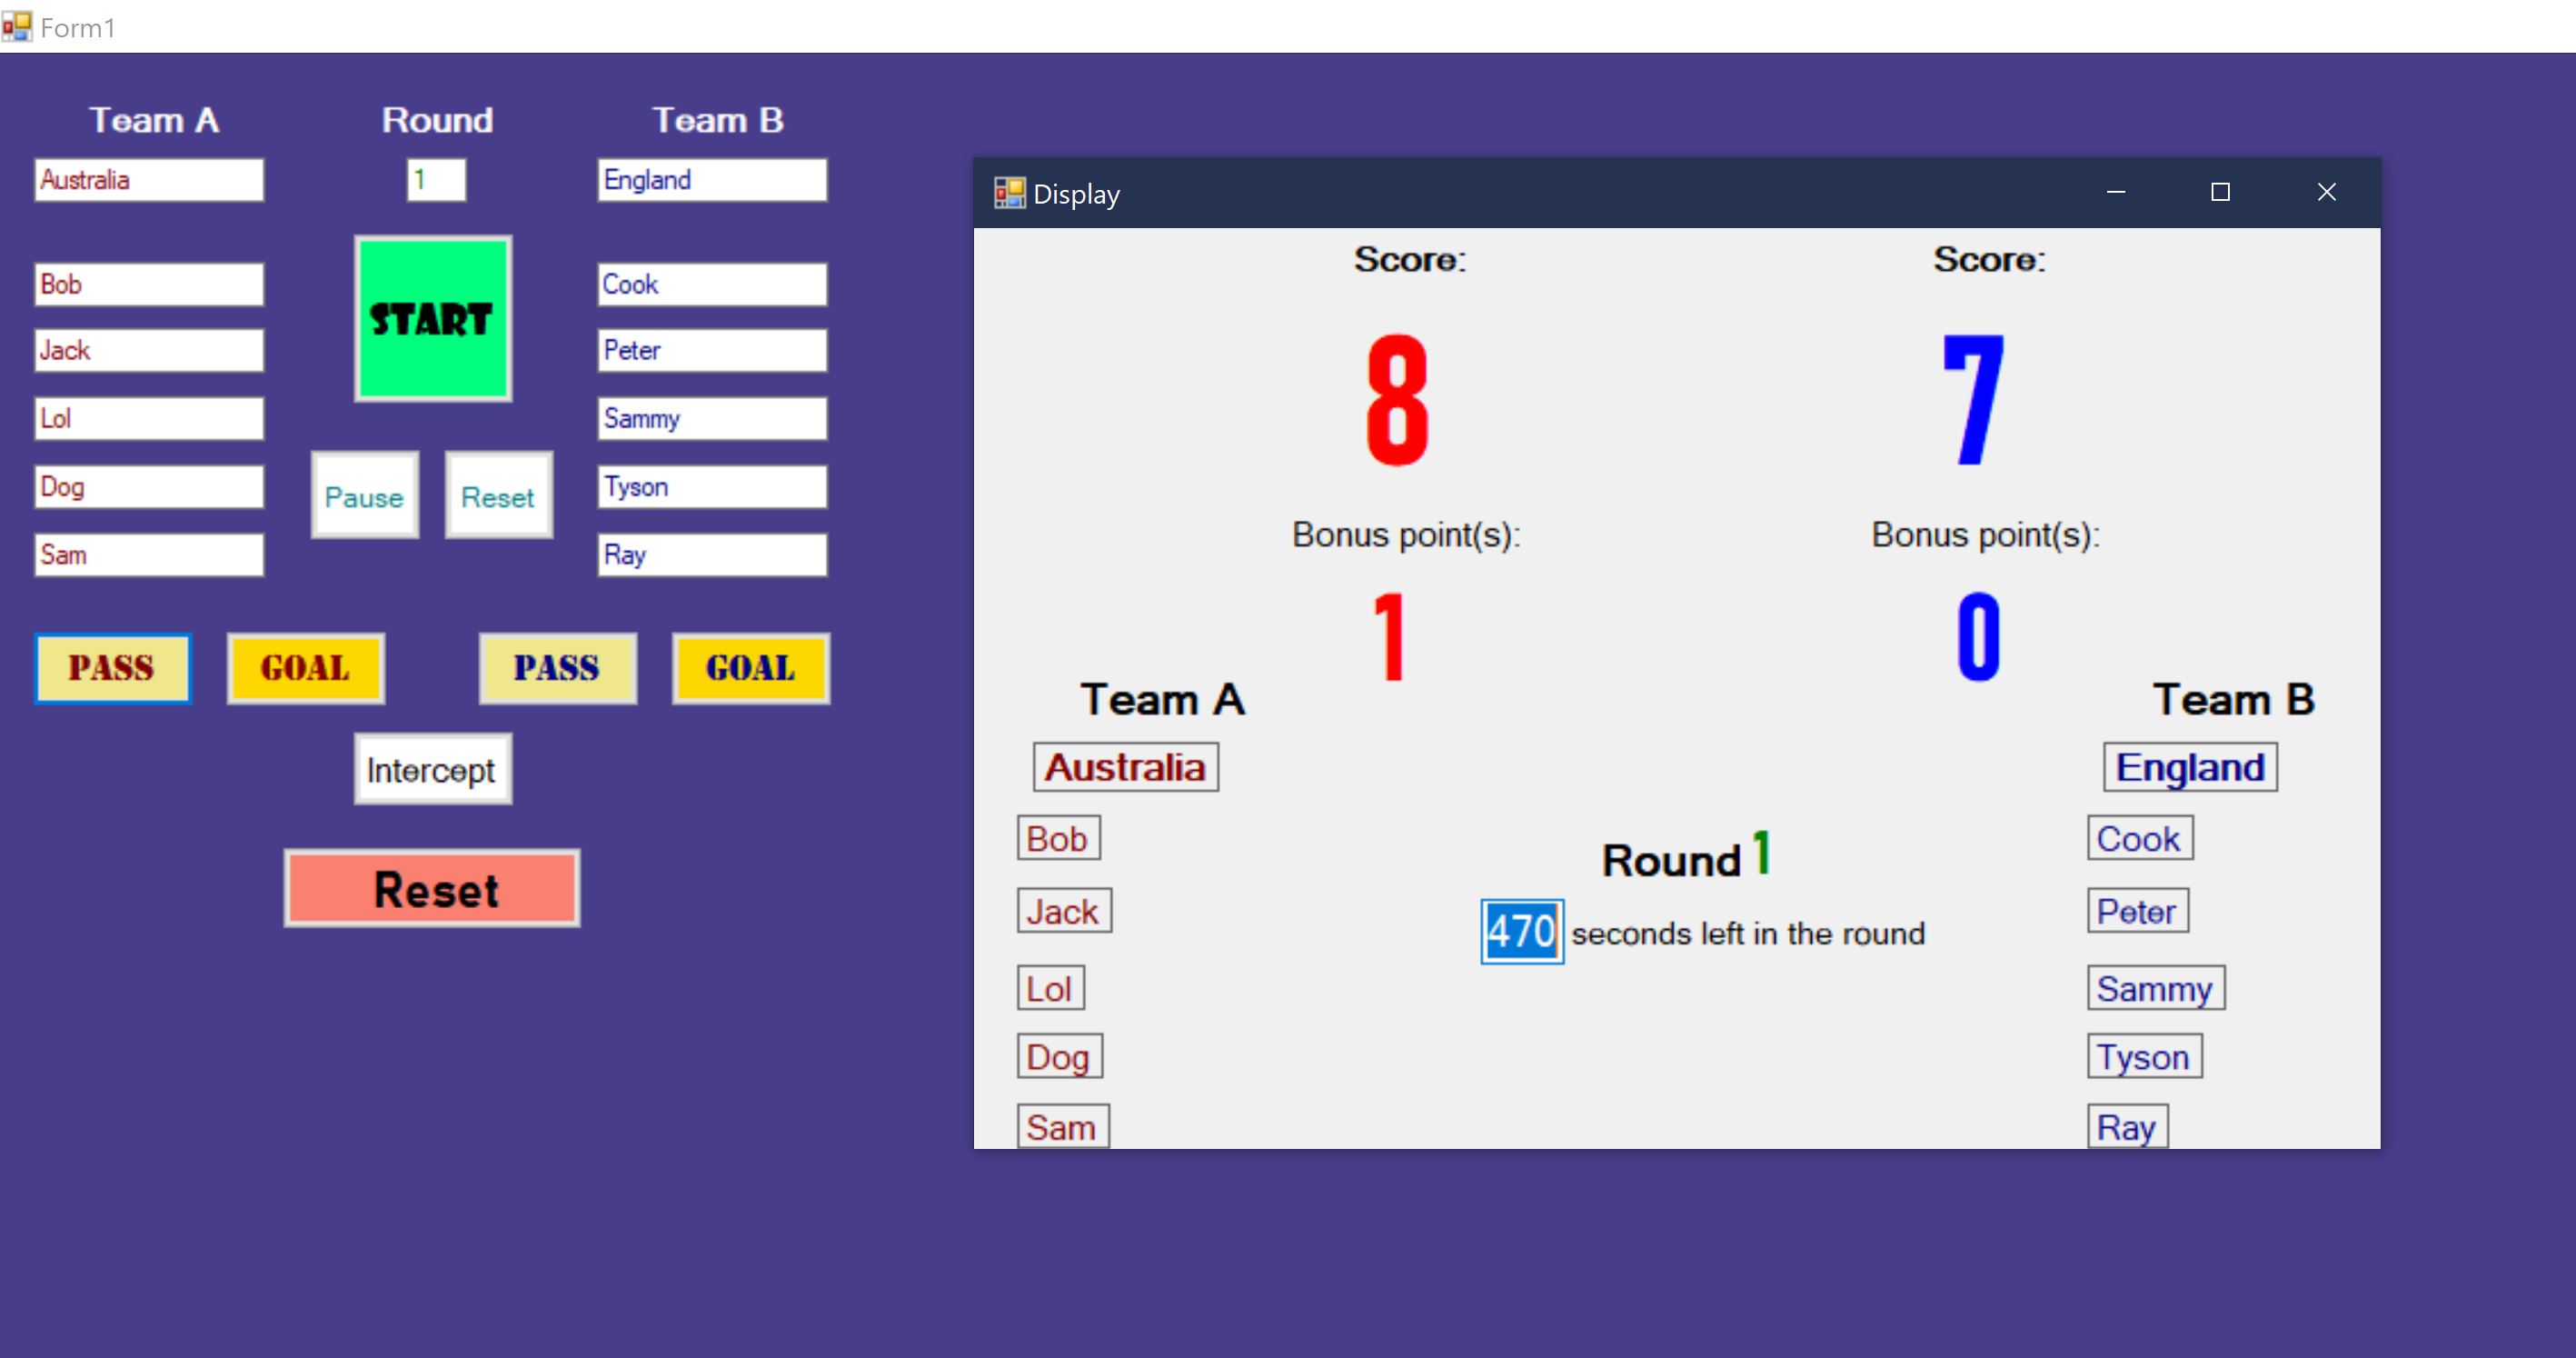 Form1
Team A Round Team B
Australia 1 England
START
Bob Cook
Jack Peter
Lol Sammy
Pause Reset
Dog Tyson
Sam Ray
PASS GOAL PASS GOAL
Intercept
Reset
Display
Score: Score:
8 7
Bonus point(s): Bonus point(s):
1 0
Team A Team B
Australia England
Bob Cook
Round 1
Jack Peter
470 seconds left in the round
Lol Sammy
Dog Tyson
Sam Ray